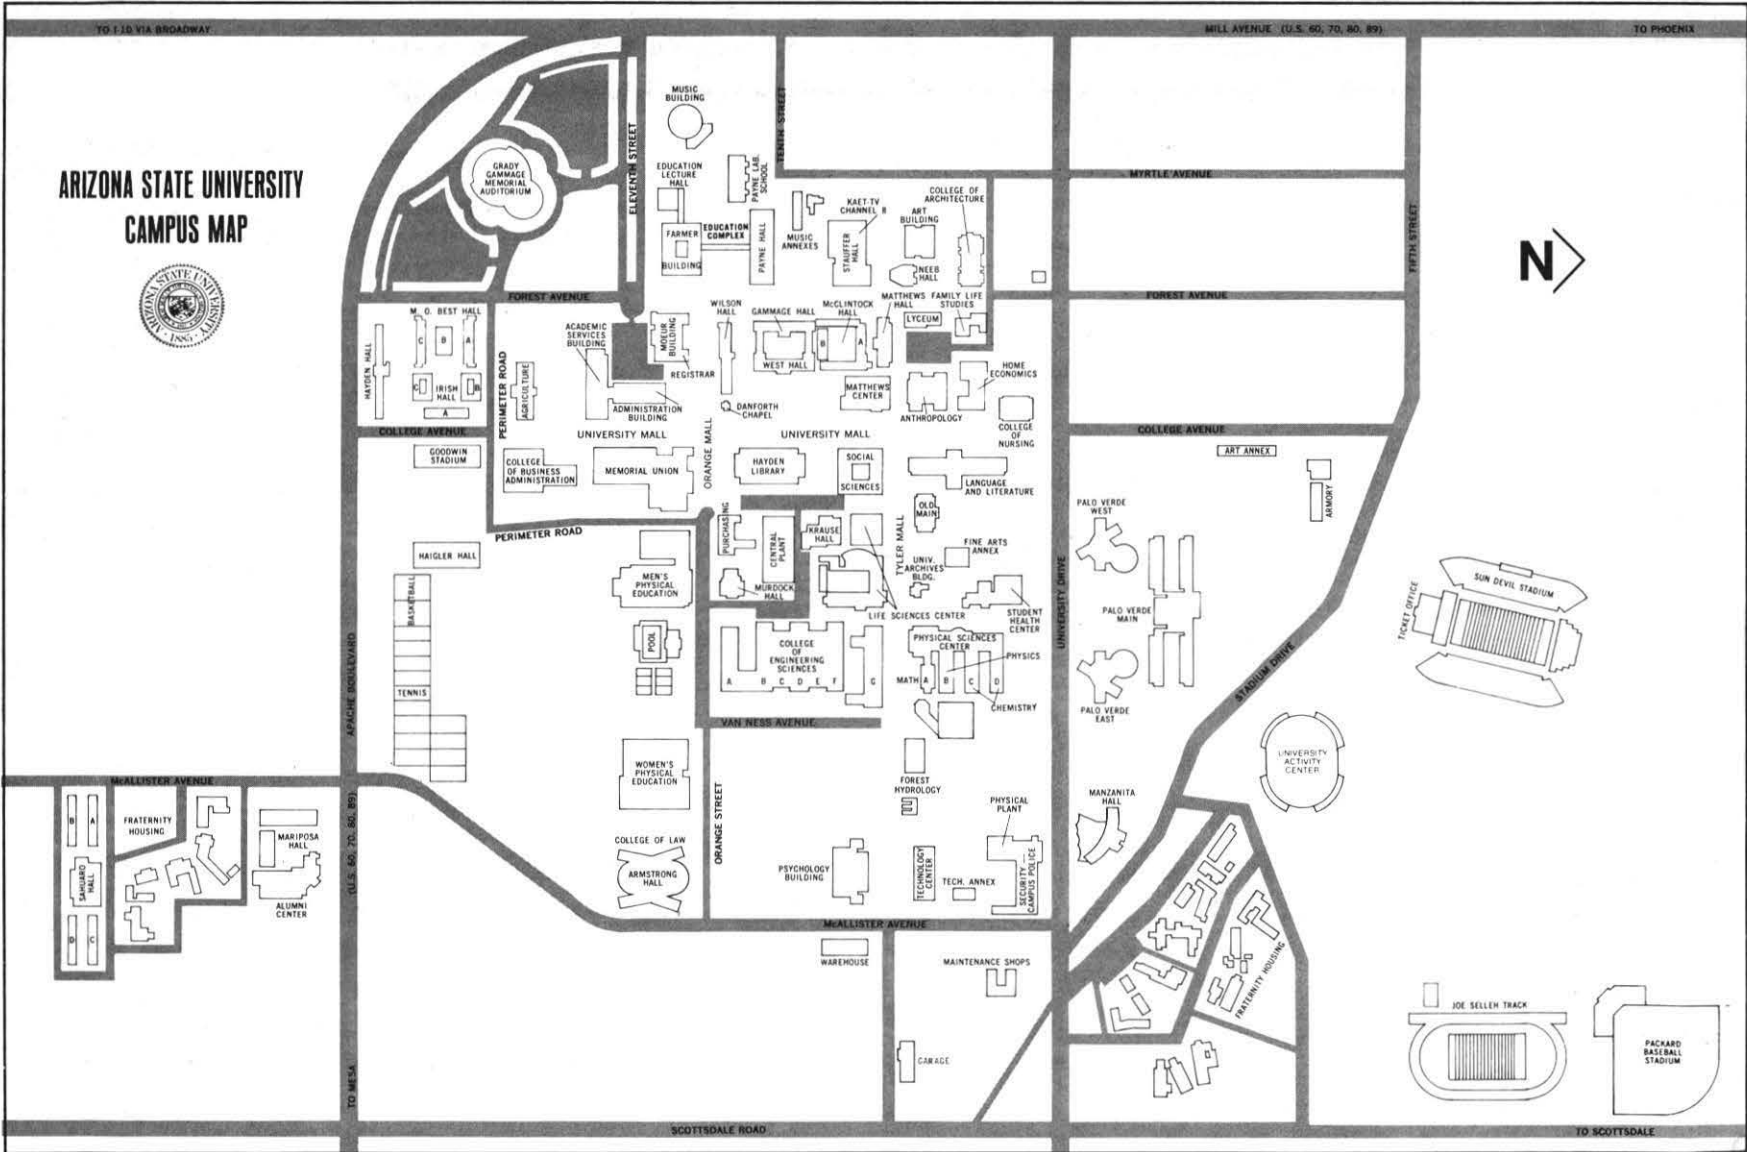 TO I-10 VIA BROADWAY
MILL AVENUE (U.S. 60, 70, 80, 89)
TO PHOENIX
ARIZONA STATE UNIVERSITY
CAMPUS MAP
ARIZONA STATE UNIVERSITY
1885
N
GRADY
GAMMAGE
MEMORIAL
AUDITORIUM
ELEVENTH STREET
MUSIC
BUILDING
TENTH STREET
EDUCATION
LECTURE
HALL
PAYNE LAB.
SCHOOL
FARMER
BUILDING
EDUCATION
COMPLEX
PAYNE HALL
MUSIC
ANNEXES
KAET-TV
CHANNEL 8
STAUFFER
HALL
ART
BUILDING
COLLEGE OF
ARCHITECTURE
NEEB
HALL
MYRTLE AVENUE
FIFTH STREET
FOREST AVENUE
FOREST AVENUE
M. O. BEST HALL
C
B
A
HAYDEN HALL
C
IRISH
HALL
B
A
PERIMETER ROAD
AGRICULTURE
ACADEMIC
SERVICES
BUILDING
MOEUR
BUILDING
REGISTRAR
ADMINISTRATION
BUILDING
WILSON
HALL
GAMMAGE HALL
WEST HALL
McCLINTOCK
HALL
B
A
MATTHEWS
HALL
FAMILY LIFE
STUDIES
LYCEUM
MATTHEWS
CENTER
HOME
ECONOMICS
ANTHROPOLOGY
COLLEGE
OF
NURSING
DANFORTH
CHAPEL
COLLEGE AVENUE
COLLEGE AVENUE
UNIVERSITY MALL
ORANGE MALL
UNIVERSITY MALL
GOODWIN
STADIUM
COLLEGE
OF BUSINESS
ADMINISTRATION
MEMORIAL UNION
HAYDEN
LIBRARY
SOCIAL
SCIENCES
LANGUAGE
AND LITERATURE
ART ANNEX
ARMORY
PERIMETER ROAD
PURCHASING
CENTRAL
PLANT
KRAUSE
HALL
OLD
MAIN
TYLER MALL
FINE ARTS
ANNEX
UNIV.
ARCHIVES
BLDG.
PALO VERDE
WEST
HAIGLER HALL
BASKETBALL
MEN'S
PHYSICAL
EDUCATION
MURDOCK
HALL
LIFE SCIENCES CENTER
STUDENT
HEALTH
CENTER
UNIVERSITY DRIVE
PALO VERDE
MAIN
SUN DEVIL STADIUM
TICKET OFFICE
APACHE BOULEVARD
POOL
COLLEGE
OF
ENGINEERING
SCIENCES
A
B
C
D
E
F
G
PHYSICAL SCIENCES
CENTER
PHYSICS
MATH
A
B
C
D
CHEMISTRY
TENNIS
PALO VERDE
EAST
STADIUM DRIVE
VAN NESS AVENUE
UNIVERSITY
ACTIVITY
CENTER
McALLISTER AVENUE
WOMEN'S
PHYSICAL
EDUCATION
ORANGE STREET
FOREST
HYDROLOGY
PHYSICAL
PLANT
MANZANITA
HALL
B
A
FRATERNITY
HOUSING
MARIPOSA
HALL
SAHUARO
HALL
ALUMNI
CENTER
D
C
(U.S. 60, 70, 80, 89)
COLLEGE OF LAW
ARMSTRONG
HALL
PSYCHOLOGY
BUILDING
TECHNOLOGY
CENTER
TECH. ANNEX
SECURITY —
CAMPUS POLICE
McALLISTER AVENUE
WAREHOUSE
MAINTENANCE SHOPS
FRATERNITY HOUSING
GARAGE
JOE SELLEH TRACK
PACKARD
BASEBALL
STADIUM
TO MESA
SCOTTSDALE ROAD
TO SCOTTSDALE